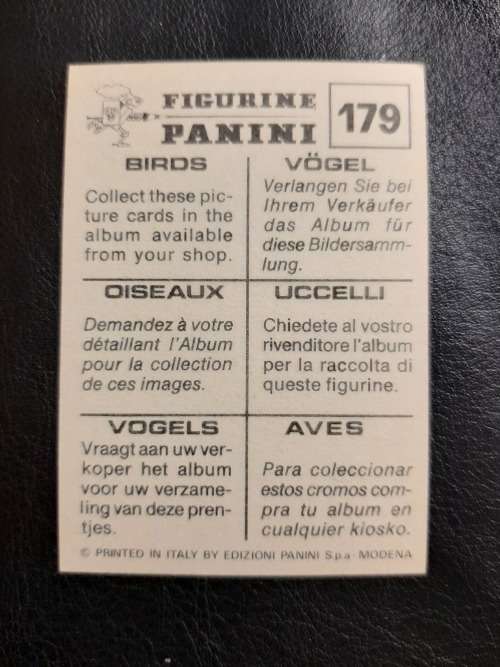 FIGURINE
PANINI
179
BIRDS
Collect these pic-
ture cards in the
album available
from your shop.
VÖGEL
Verlangen Sie bei
Ihrem Verkäufer
das Album für
diese Bildersamm-
lung.
OISEAUX
Demandez à votre
détaillant l'Album
pour la collection
de ces images.
UCCELLI
Chiedete al vostro
rivenditore l'album
per la raccolta di
queste figurine.
VOGELS
Vraagt aan uw ver-
koper het album
voor uw verzame-
ling van deze pren-
tjes.
AVES
Para coleccionar
estos cromos com-
pra tu album en
cualquier kiosko.
© PRINTED IN ITALY BY EDIZIONI PANINI S.p.a - MODENA